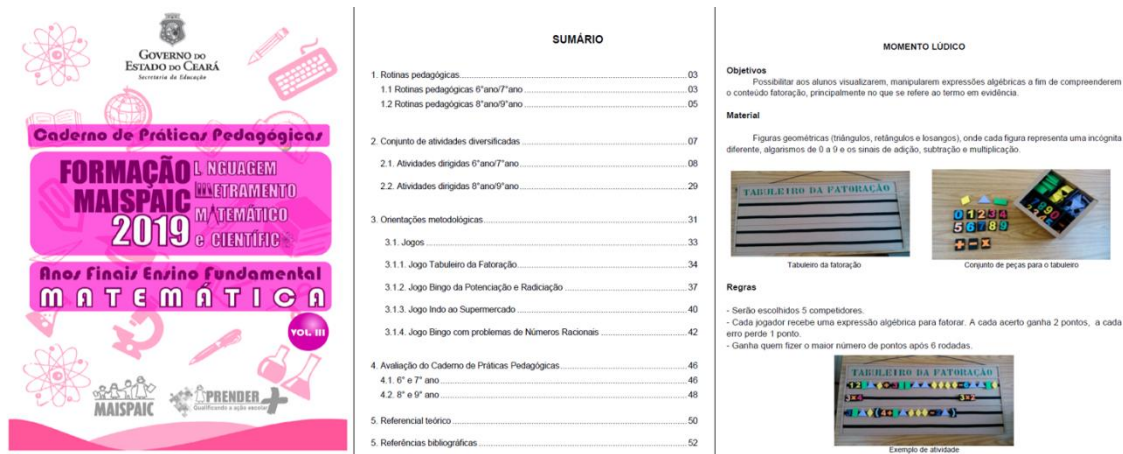 GOVERNO DO
ESTADO DO CEARÁ
Secretaria da Educação
Caderno de Práticas Pedagógicas
FORMAÇÃO
MAISPAIC
2019
L NGUAGEM
LETRAMENTO
MATEMÁTICO
e CIENTÍFICO
Anos Finais Ensino Fundamental
MATEMÁTICA
VOL. III
MAISPAIC
APRENDER +
Qualificando a ação escolar
SUMÁRIO
1. Rotinas pedagógicas 03
1.1 Rotinas pedagógicas 6°ano/7°ano 03
1.2 Rotinas pedagógicas 8°ano/9°ano 05
2. Conjunto de atividades diversificadas 07
2.1. Atividades dirigidas 6°ano/7°ano 08
2.2. Atividades dirigidas 8°ano/9°ano 29
3. Orientações metodológicas 31
3.1. Jogos 33
3.1.1. Jogo Tabuleiro da Fatoração 34
3.1.2. Jogo Bingo da Potenciação e Radiciação 37
3.1.3. Jogo Indo ao Supermercado 40
3.1.4. Jogo Bingo com problemas de Números Racionais 42
4. Avaliação do Caderno de Práticas Pedagógicas 46
4.1. 6° e 7° ano 46
4.2. 8° e 9° ano 48
5. Referencial teórico 50
5. Referências bibliográficas 52
MOMENTO LÚDICO
Objetivos
Possibilitar aos alunos visualizarem, manipularem expressões algébricas a fim de compreenderem
o conteúdo fatoração, principalmente no que se refere ao termo em evidência.
Material
Figuras geométricas (triângulos, retângulos e losangos), onde cada figura representa uma incógnita
diferente, algarismos de 0 a 9 e os sinais de adição, subtração e multiplicação.
TABULEIRO DA FATORAÇÃO
0 1 2 3 4
5 6 7 8 9
+ - x
Tabuleiro da fatoração
Conjunto de peças para o tabuleiro
Regras
- Serão escolhidos 5 competidores.
- Cada jogador recebe uma expressão algébrica para fatorar. A cada acerto ganha 2 pontos, a cada
erro perde 1 ponto.
- Ganha quem fizer o maior número de pontos após 6 rodadas.
TABULEIRO DA FATORAÇÃO
Exemplo de atividade